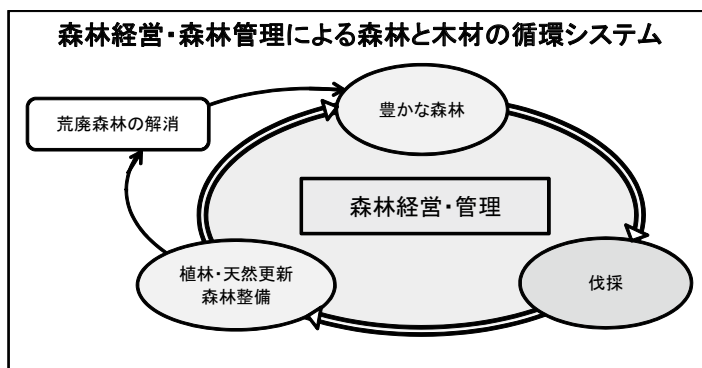 森林経営・森林管理による森林と木材の循環システム
豊かな森林
荒廃森林の解消
森林経営・管理
植林・天然更新
森林整備
伐採